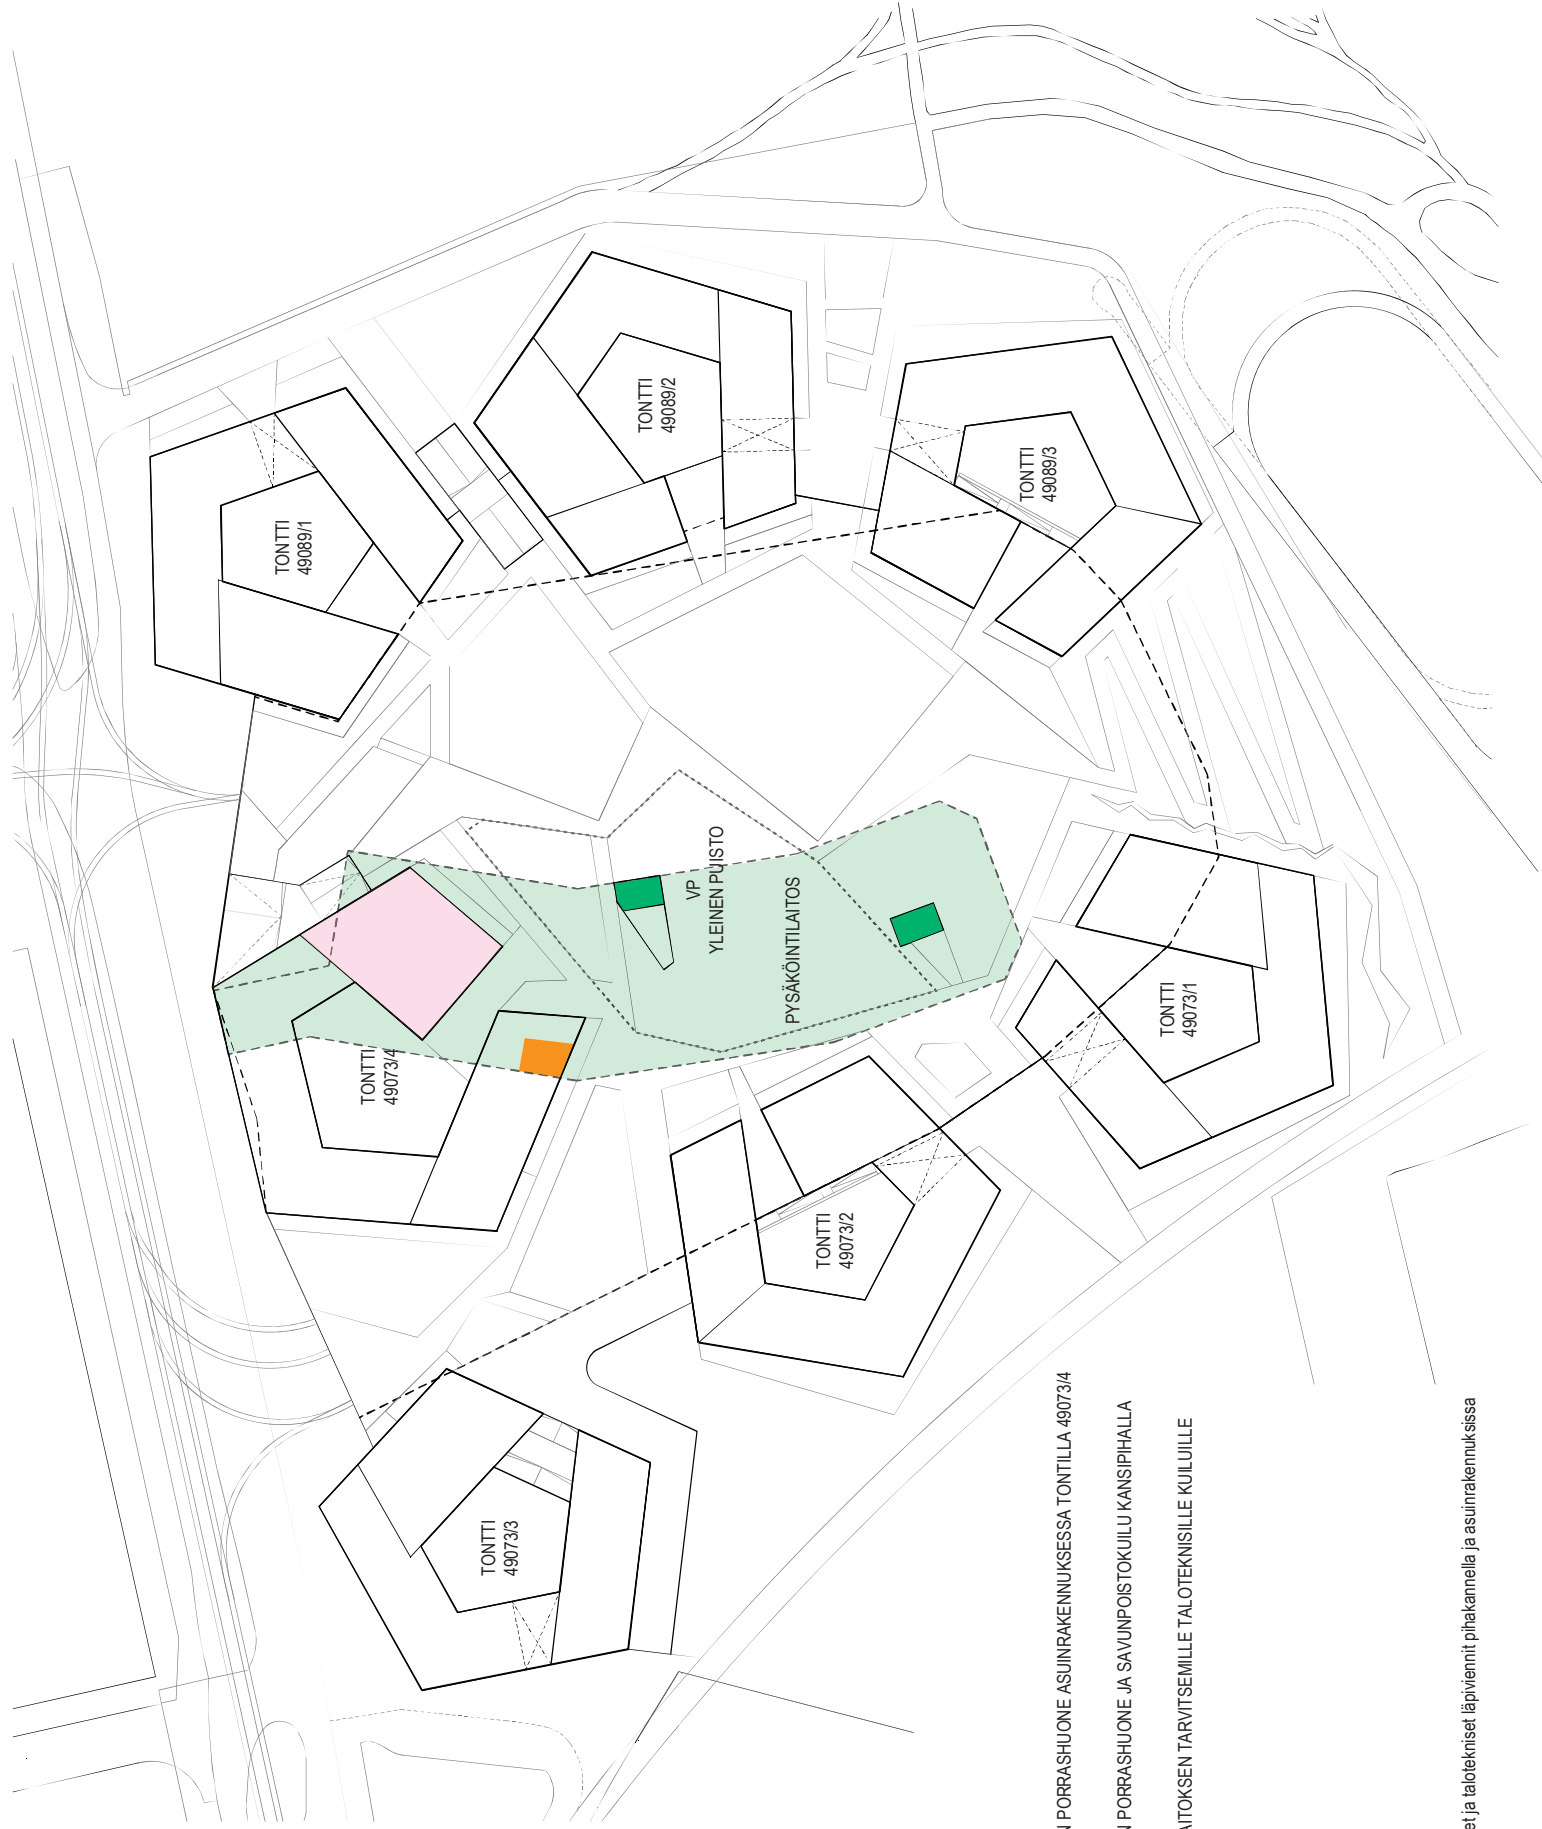 TONTTI
49089/1
TONTTI
49089/2
TONTTI
49089/3
VP
YLEINEN PUISTO
PYSÄKÖINTILAITOS
TONTTI
49073/4
TONTTI
49073/1
TONTTI
49073/2
TONTTI
49073/3
N PORRASHUONE ASUINRAKENNUKSESSA TONTILLA 49073/4
N PORRASHUONE JA SAVUNPOISTOKUILU KANSIPIHALLA
AITOKSEN TARVITSEMILLE TALOTEKNISILLE KUILUILLE
et ja talotekniset läpiviennit pihakannella ja asuinrakennuksissa